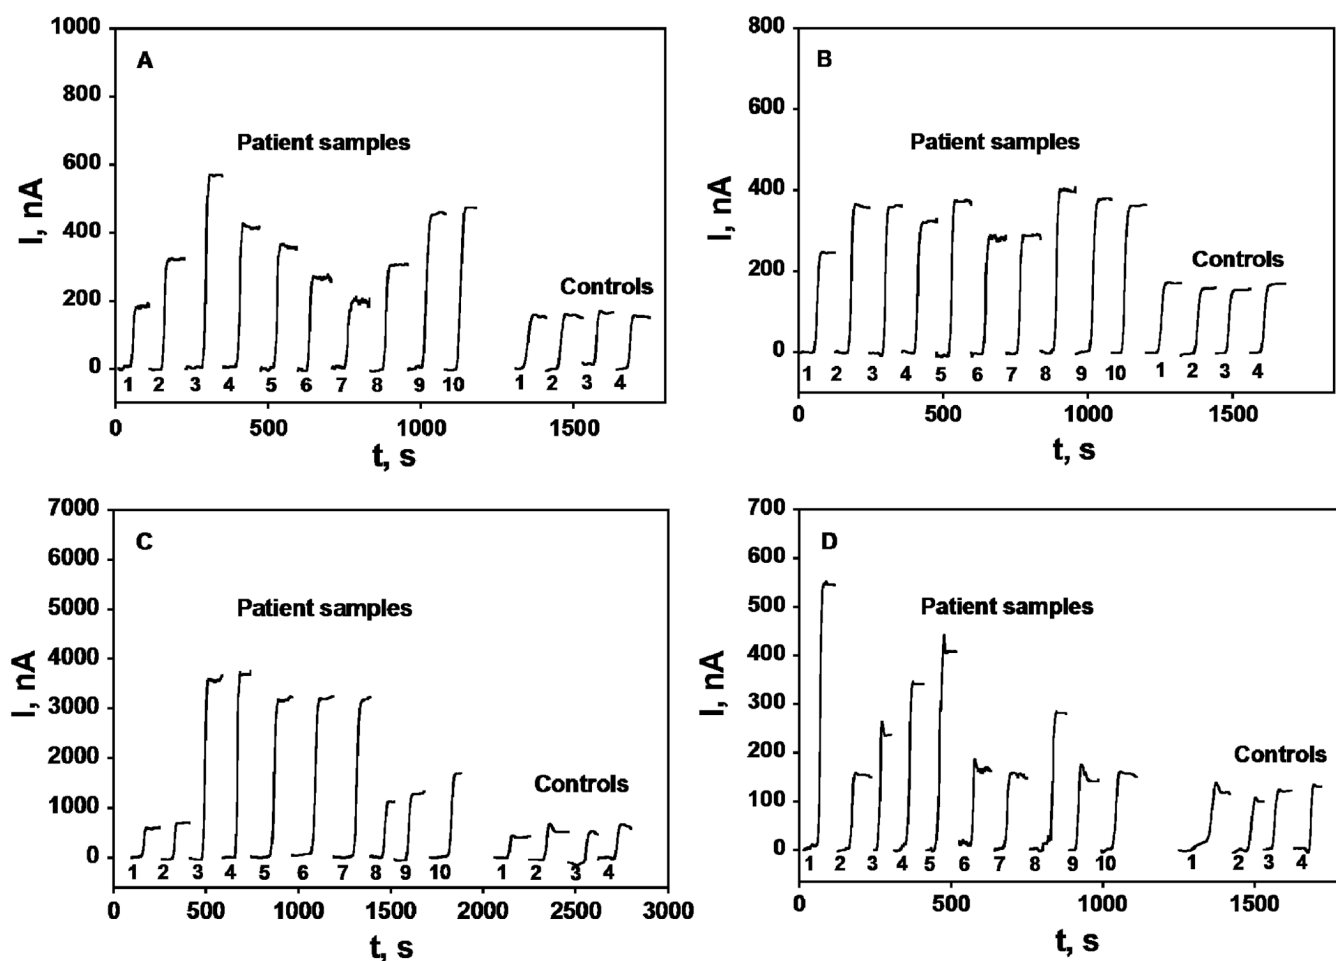 A
1000
800
600
400
200
0
I, nA
Patient samples
Controls
1 2 3 4 5 6 7 8 9 10 1 2 3 4
0 500 1000 1500
t, s
B
800
600
400
200
0
I, nA
Patient samples
Controls
1 2 3 4 5 6 7 8 9 10 1 2 3 4
0 500 1000 1500
t, s
C
7000
6000
5000
4000
3000
2000
1000
0
I, nA
Patient samples
Controls
1 2 3 4 5 6 7 8 9 10 1 2 3 4
0 500 1000 1500 2000 2500 3000
t, s
D
700
600
500
400
300
200
100
0
I, nA
Patient samples
Controls
1 2 3 4 5 6 7 8 9 10 1 2 3 4
0 500 1000 1500
t, s